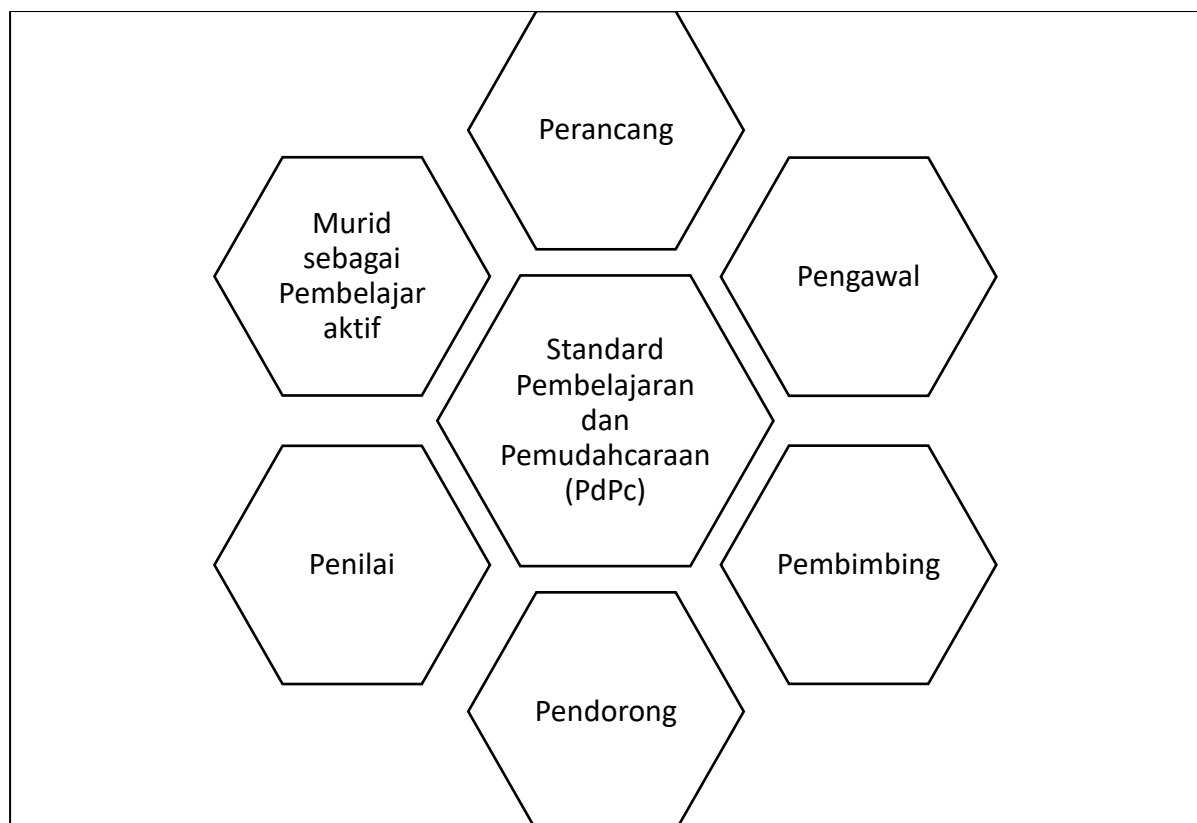 Perancang
Murid
sebagai
Pembelajar
aktif
Pengawal
Standard
Pembelajaran
dan
Pemudahcaraan
(PdPc)
Penilai
Pembimbing
Pendorong